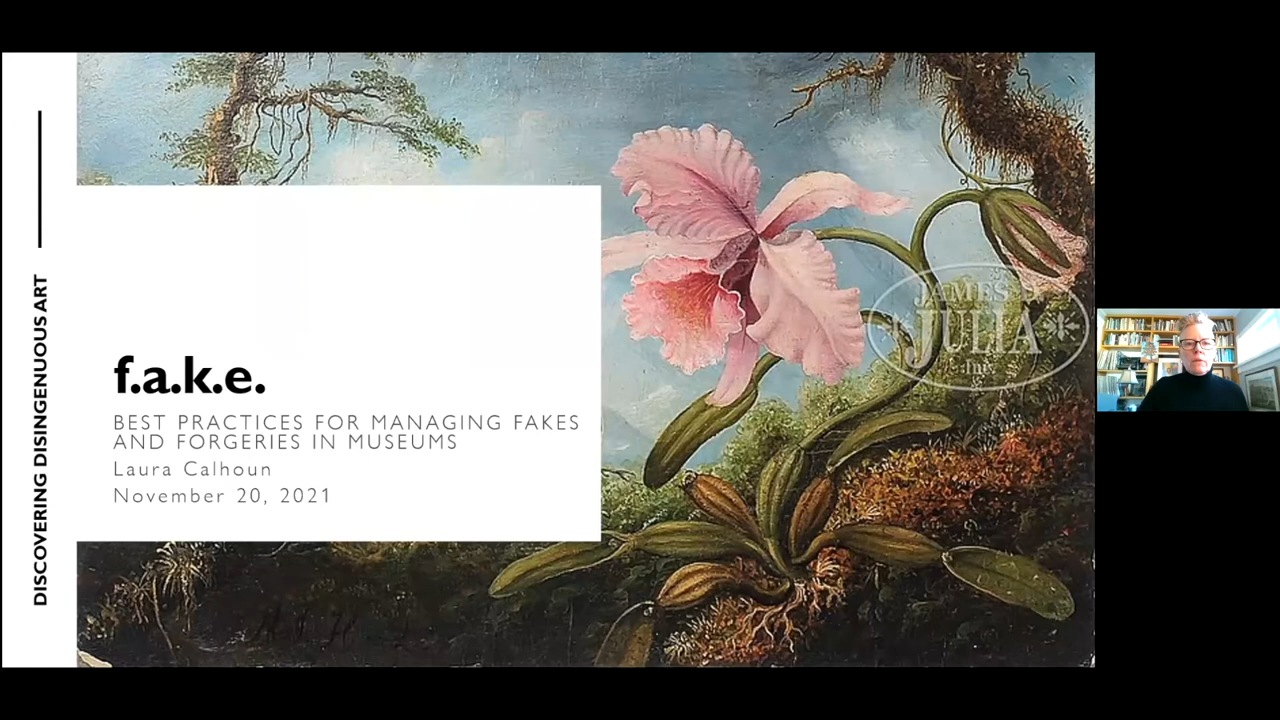 DISCOVERING DISINGENUOUS ART
f.a.k.e.
BEST PRACTICES FOR MANAGING FAKES
AND FORGERIES IN MUSEUMS
Laura Calhoun
November 20, 2021
JAMES D.
JULIA
Inc.